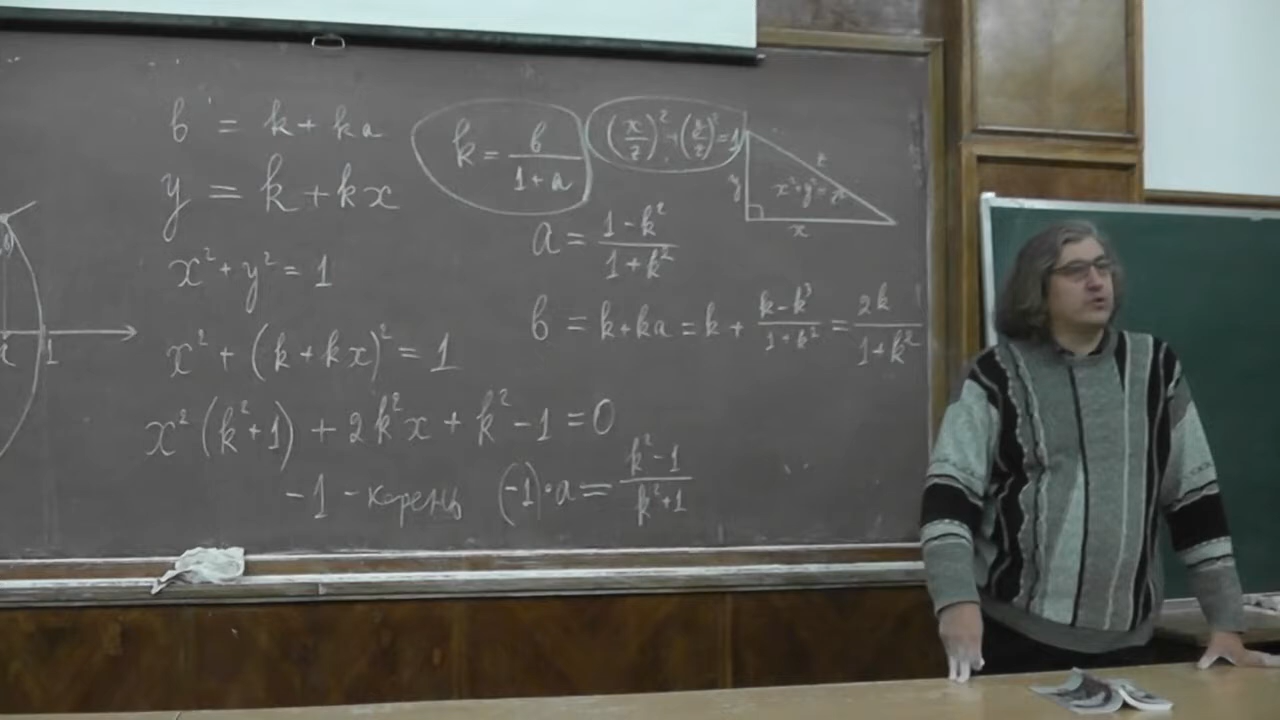 в = k + ka
y = k + kx
x² + y² = 1
x² + (k + kx)² = 1
x² (k² + 1) + 2k²x + k² - 1 = 0
-1 - корень (-1)·a = (k² - 1)/(k² + 1)
k = в/(1 + a)
(x/z)² + (y/z)² = 1
a = (1 - k²)/(1 + k²)
в = k + ka = k + (k - k³)/(1 + k²) = 2k/(1 + k²)
y
x² + y² = z²
z
x
1